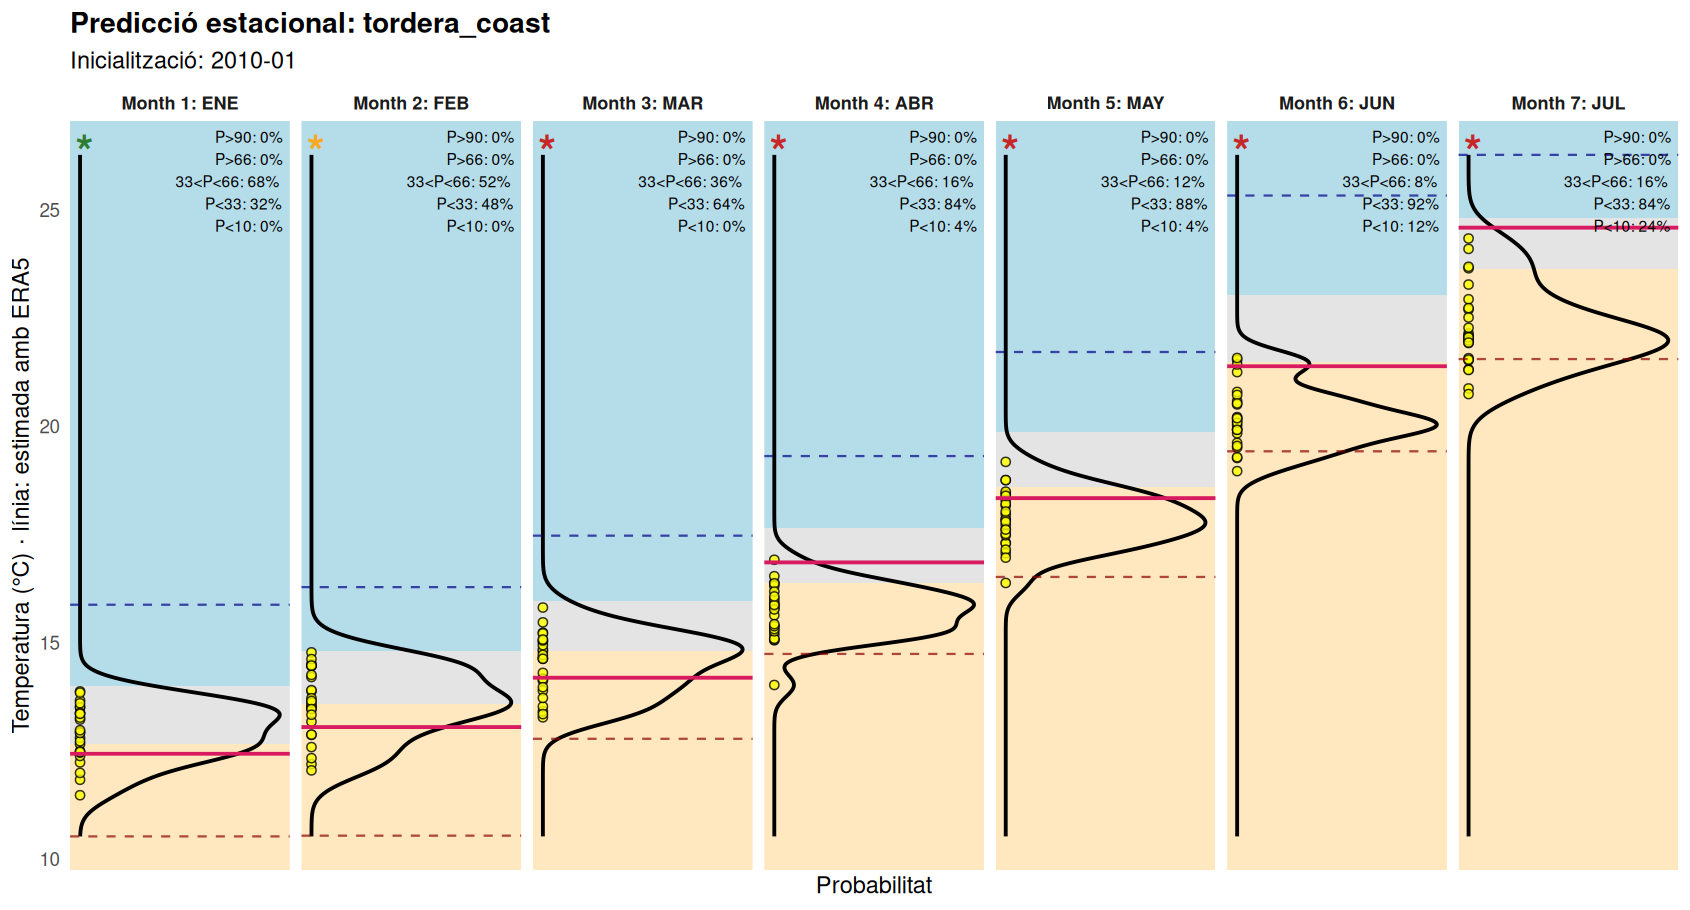 Predicció estacional: tordera_coast
Inicialització: 2010-01
Month 1: ENE
P>90: 0%
P>66: 0%
33<P<66: 68%
P<33: 32%
P<10: 0%
Month 2: FEB
P>90: 0%
P>66: 0%
33<P<66: 52%
P<33: 48%
P<10: 0%
Month 3: MAR
P>90: 0%
P>66: 0%
33<P<66: 36%
P<33: 64%
P<10: 0%
Month 4: ABR
P>90: 0%
P>66: 0%
33<P<66: 16%
P<33: 84%
P<10: 4%
Month 5: MAY
P>90: 0%
P>66: 0%
33<P<66: 12%
P<33: 88%
P<10: 4%
Month 6: JUN
P>90: 0%
P>66: 0%
33<P<66: 8%
P<33: 92%
P<10: 12%
Month 7: JUL
P>90: 0%
P>66: 0%
33<P<66: 16%
P<33: 84%
P<10: 24%
Temperatura (°C) · línia: estimada amb ERA5
25
20
15
10
Probabilitat